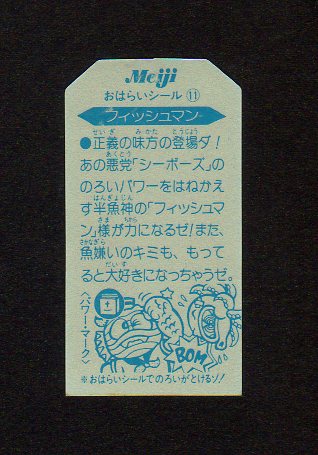 Meiji
おはらいシール⑪
フィッシュマン
●正義の味方の登場ダ!
あの悪党「シーボーズ」の
のろいパワーをはねかえ
す半魚神の「フィッシュマ
ン」様が力になるゼ!また、
魚嫌いのキミも、もって
ると大好きになっちゃうゼ。
〈パワーマーク〉
BOM
※おはらいシールでのろいがとけるゾ!